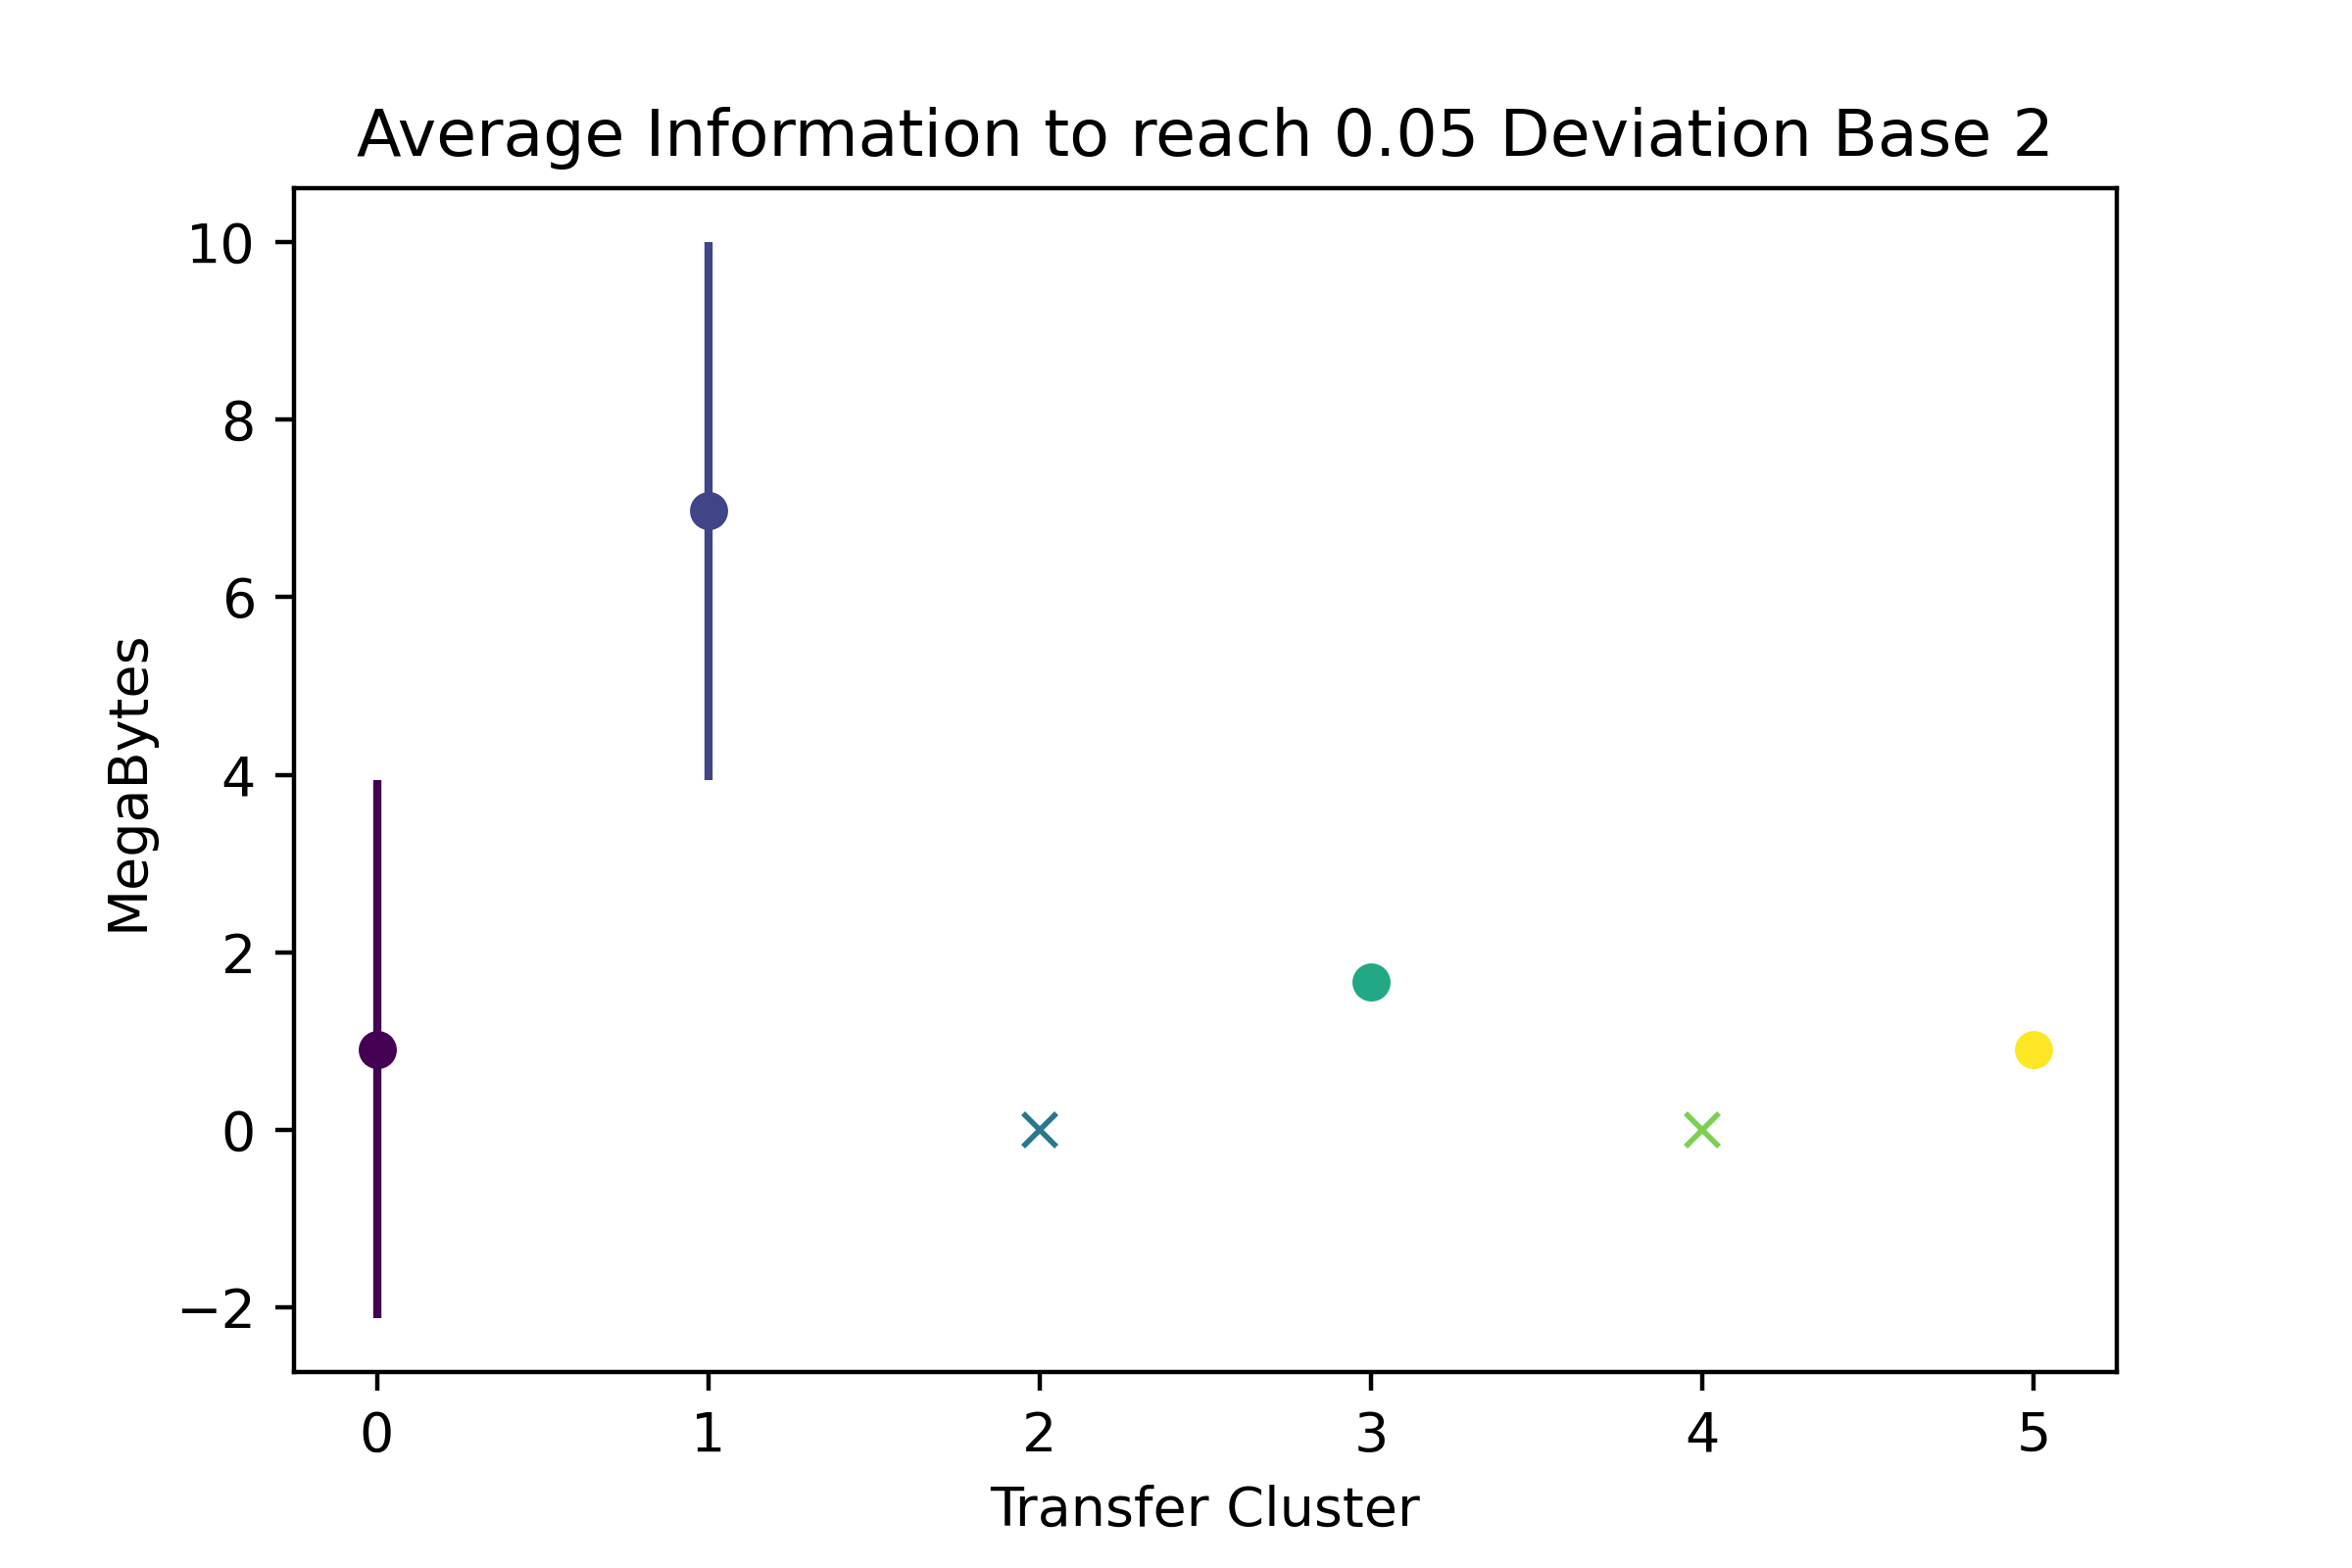 Average Information to reach 0.05 Deviation Base 2
10
8
6
4
2
0
−2
MegaBytes
0 1 2 3 4 5
Transfer Cluster